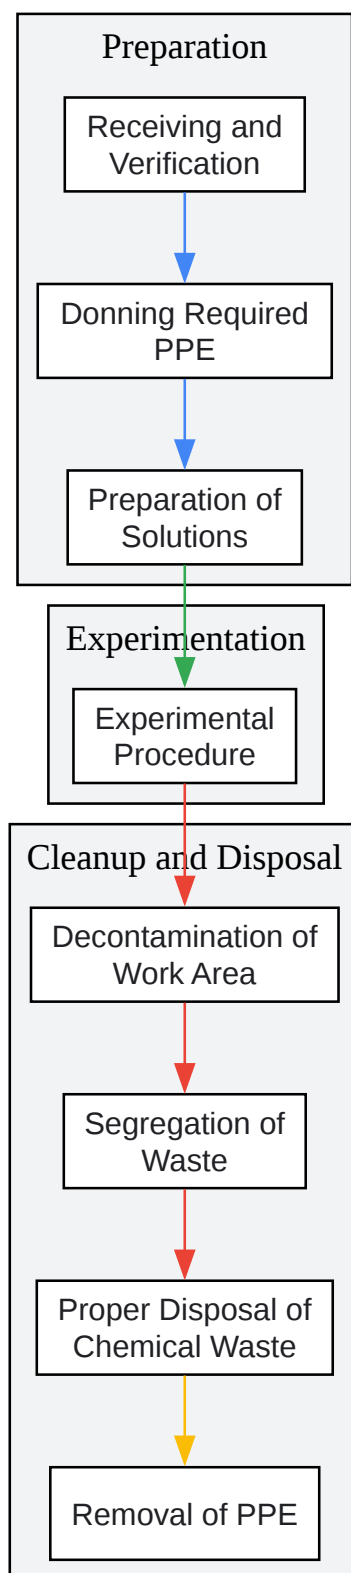 Preparation
Receiving and
Verification
Donning Required
PPE
Preparation of
Solutions
Experimentation
Experimental
Procedure
Cleanup and Disposal
Decontamination of
Work Area
Segregation of
Waste
Proper Disposal of
Chemical Waste
Removal of PPE